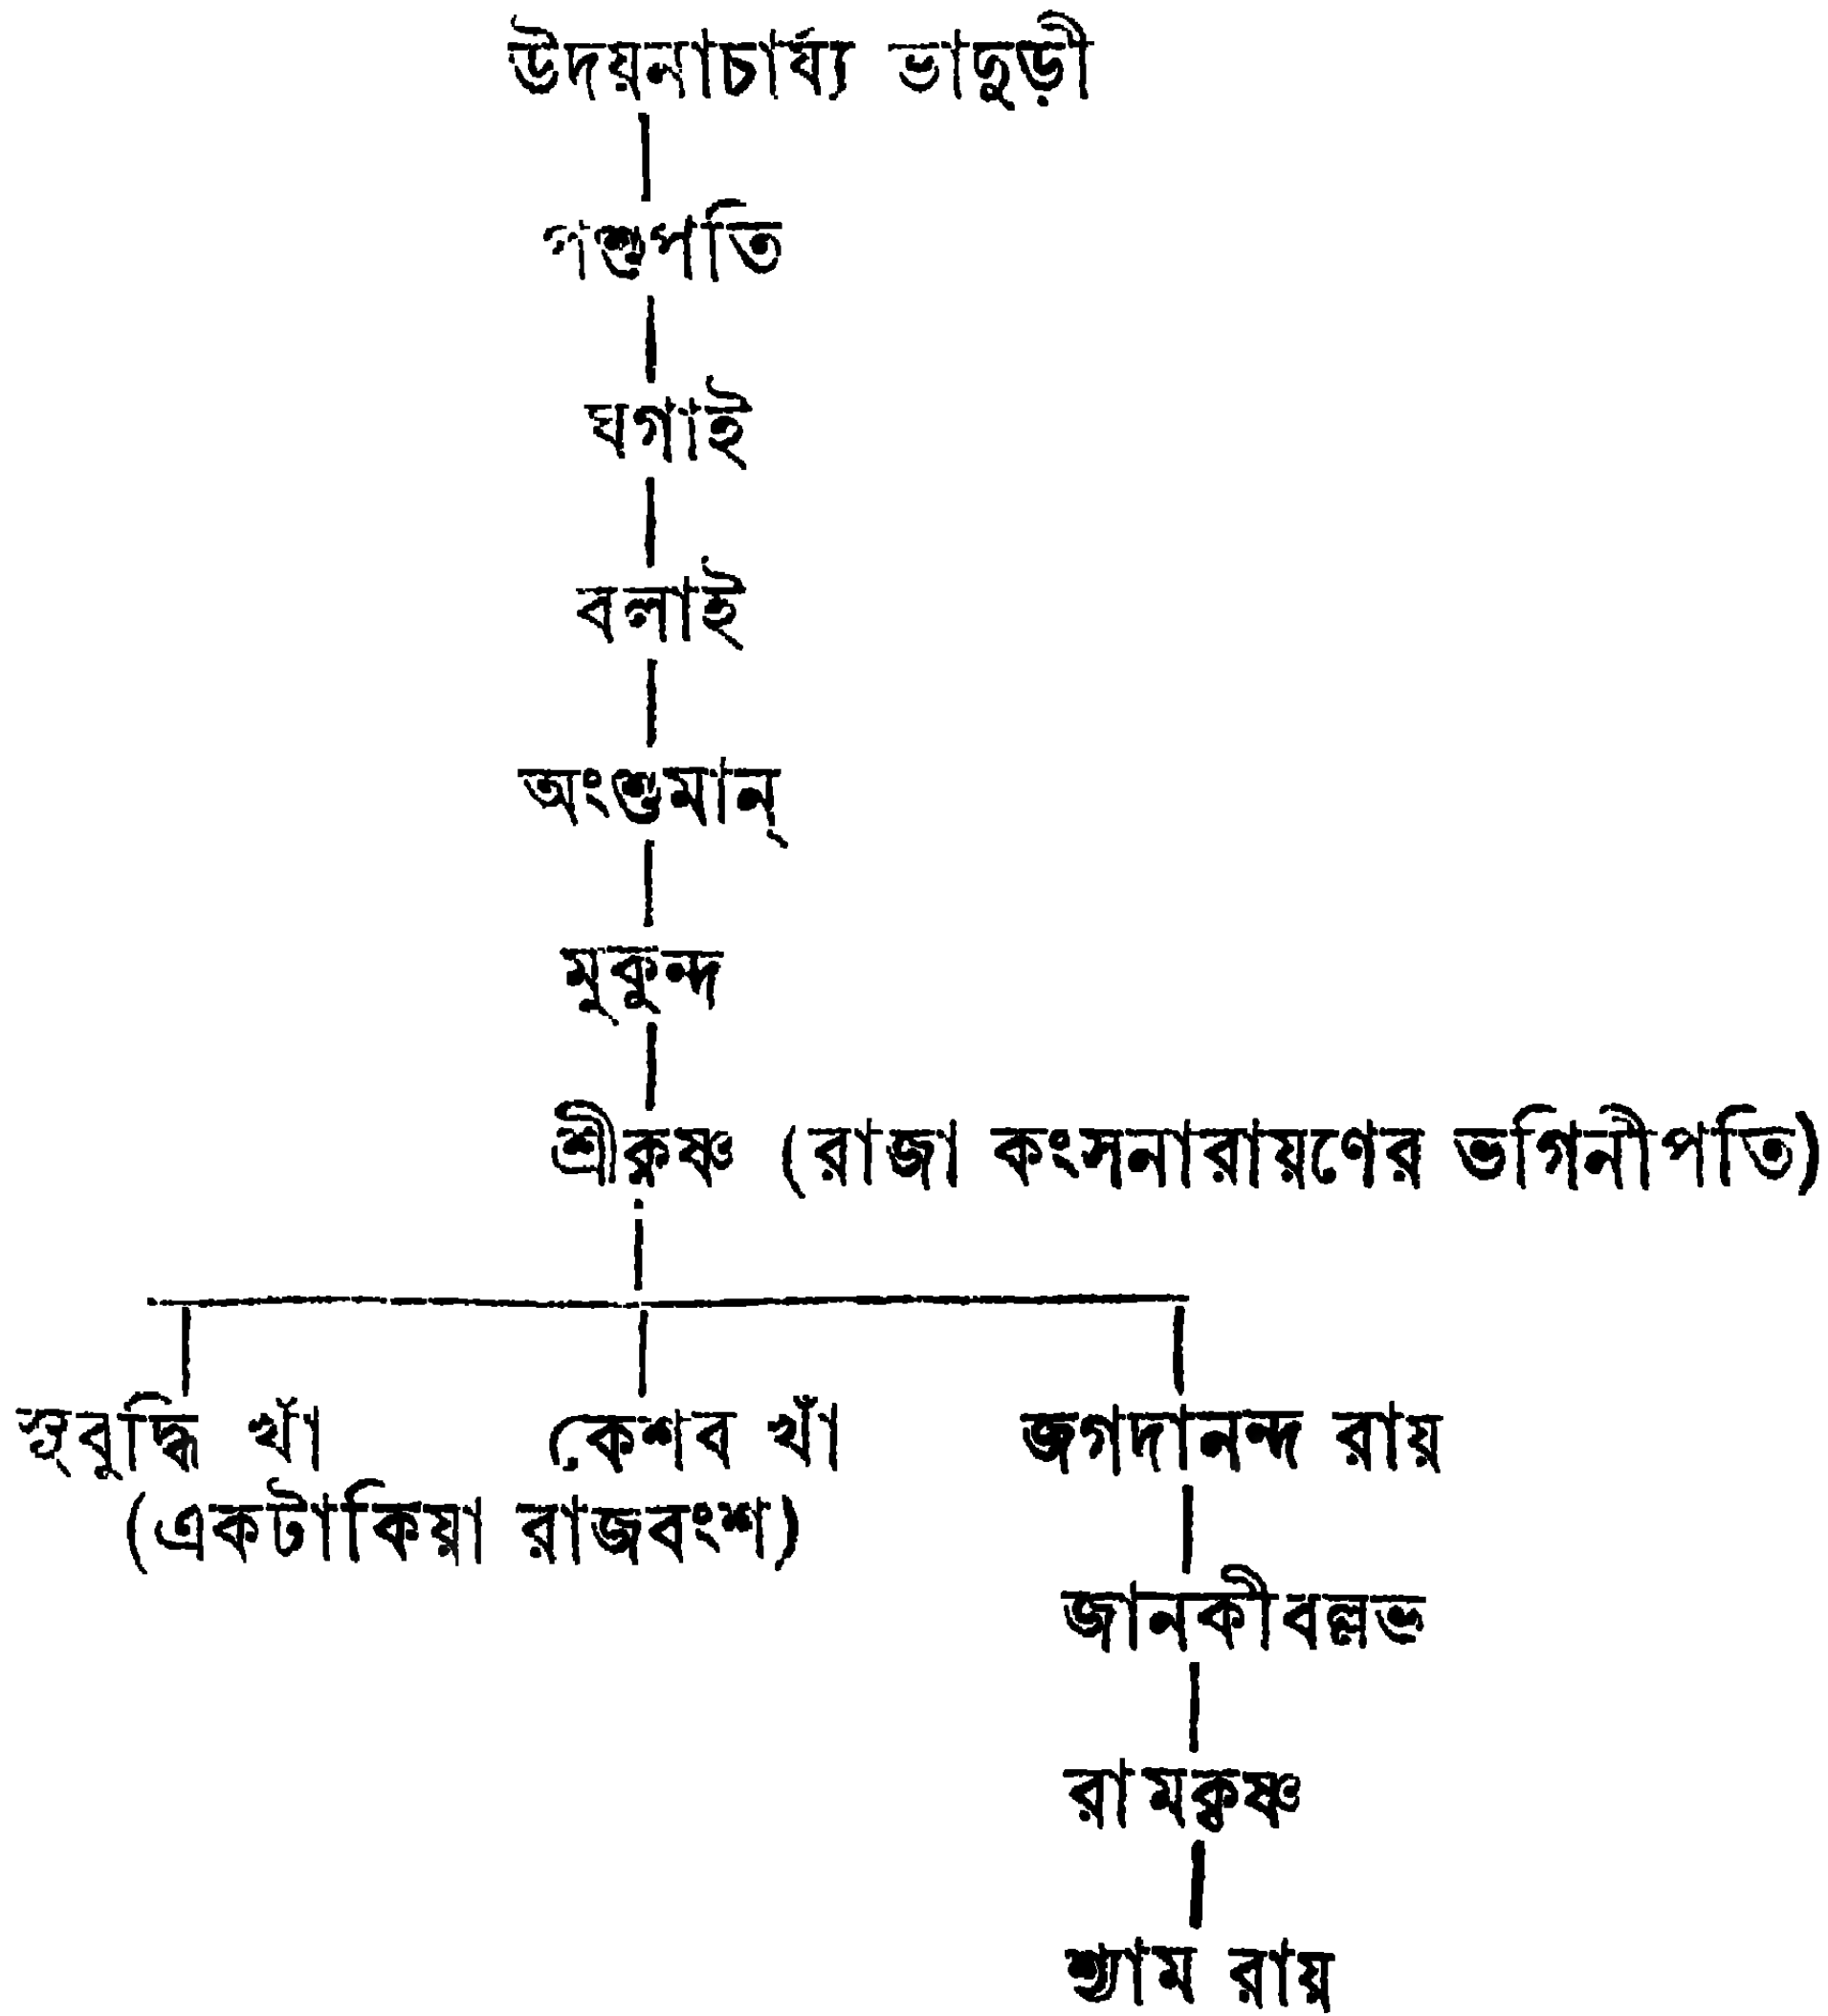 উদয়নাচার্য্য ভাদুড়ী
পশুপতি
ঘগাই
বলাই
অংশুমান্
মুকুন্দ
শ্রীকৃষ্ণ (রাজা কংসনারায়ণের ভগিনীপতি)
সুবুদ্ধি খাঁ কেশব খাঁ জগদানন্দ রায়
(একটাকিয়া রাজবংশ)
জানকীবল্লভ
রামকৃষ্ণ
শ্যাম রায়